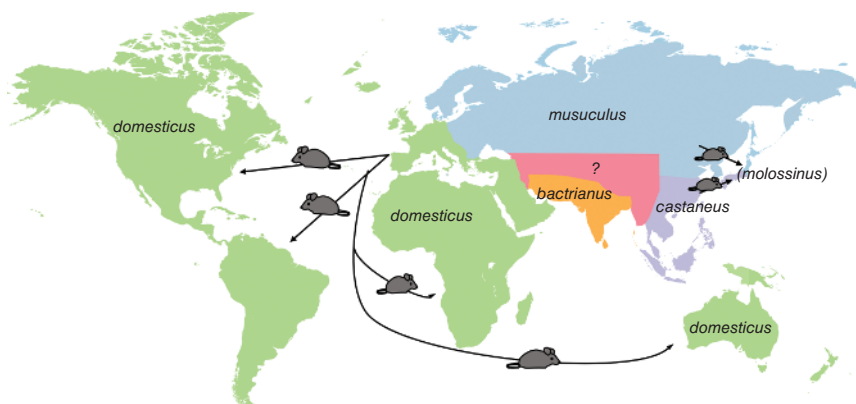 domesticus
musuculus
?
(molossinus)
bactrianus
castaneus
domesticus
domesticus